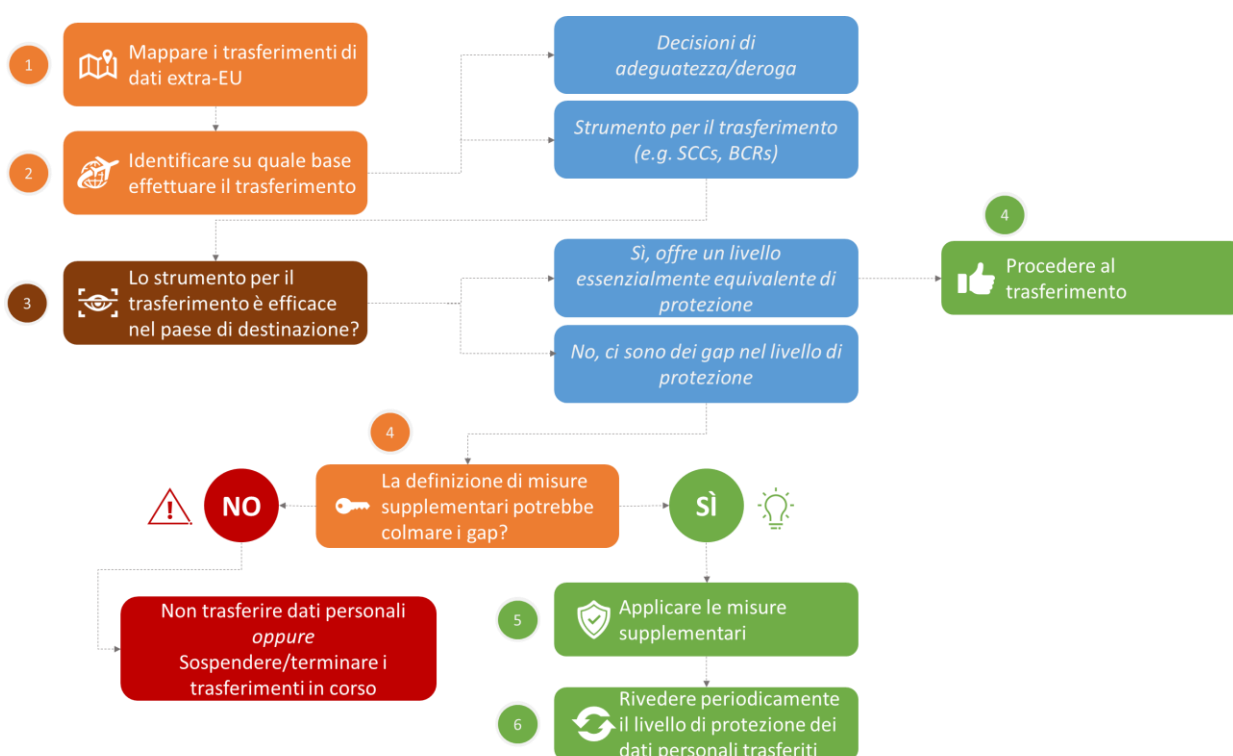 1
Mappare i trasferimenti di
dati extra-EU
Decisioni di
adeguatezza/deroga
2
Identificare su quale base
effettuare il trasferimento
Strumento per il trasferimento
(e.g. SCCs, BCRs)
3
Lo strumento per il
trasferimento è efficace
nel paese di destinazione?
Sì, offre un livello
essenzialmente equivalente di
protezione
4
Procedere al
trasferimento
No, ci sono dei gap nel livello di
protezione
4
La definizione di misure
supplementari potrebbe
colmare i gap?
NO
SÌ
Non trasferire dati personali
oppure
Sospendere/terminare i
trasferimenti in corso
5
Applicare le misure
supplementari
6
Rivedere periodicamente
il livello di protezione dei
dati personali trasferiti